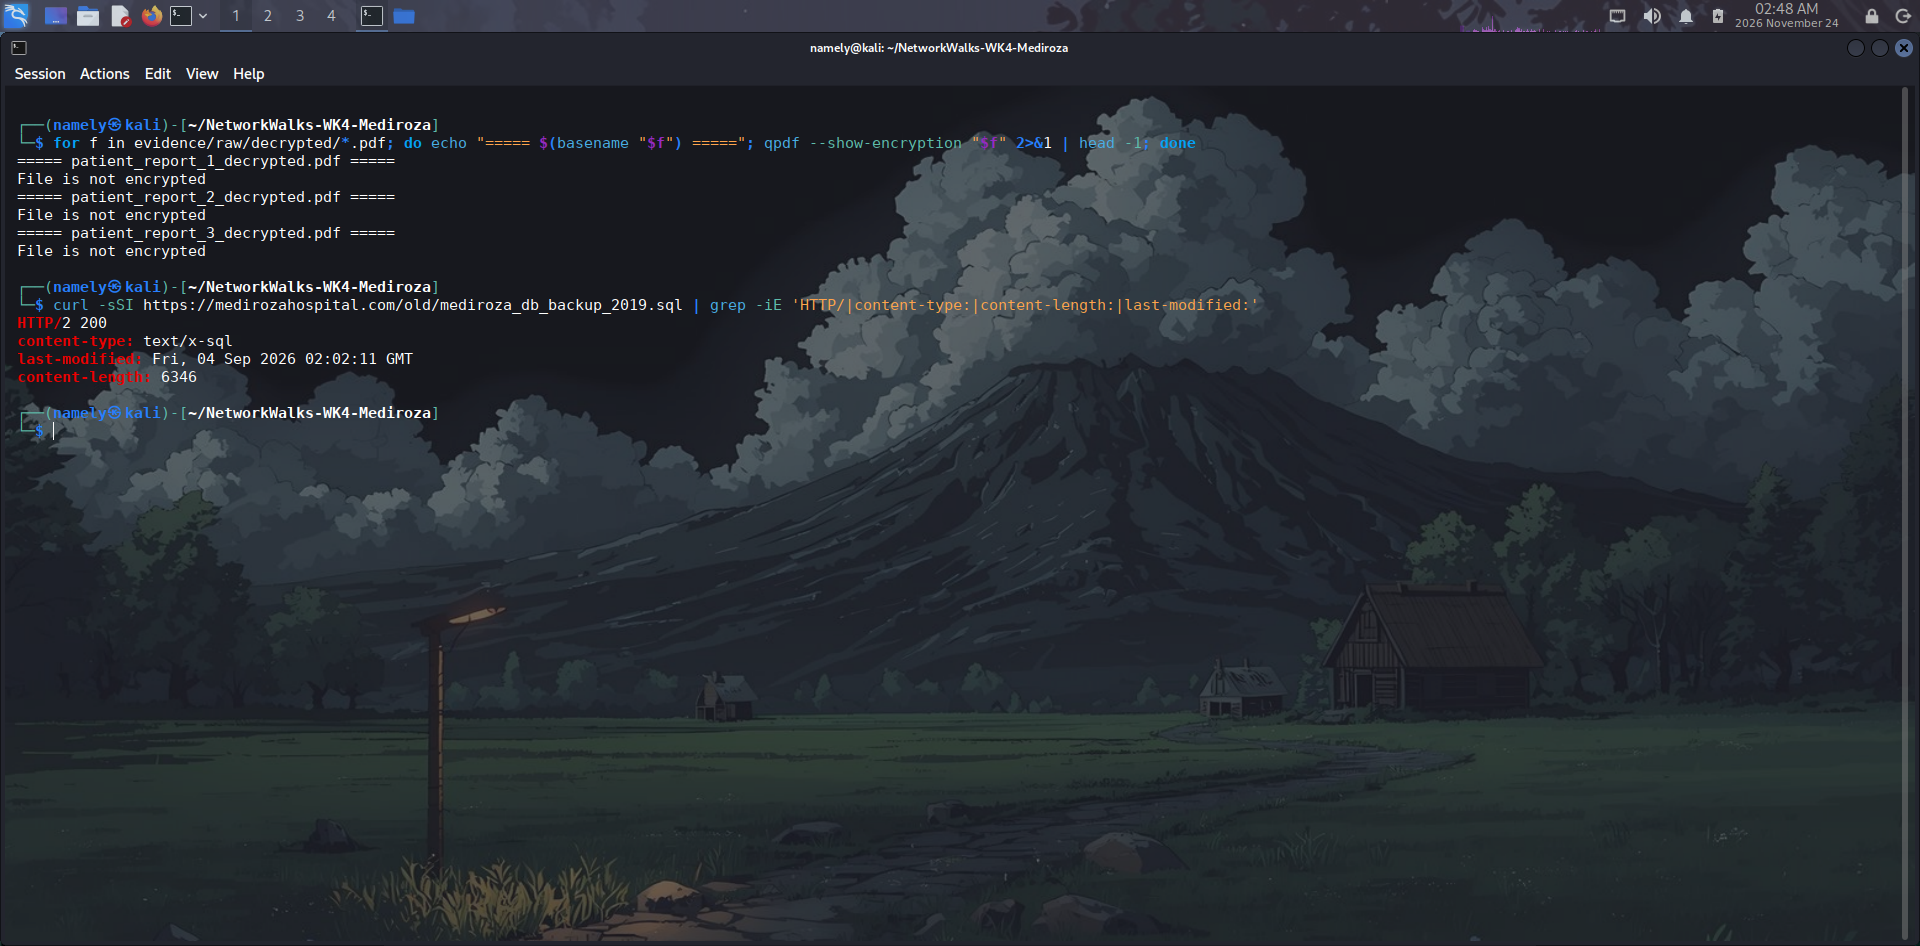 1 2 3 4
02:48 AM
2026 November 24
namely@kali: ~/NetworkWalks-WK4-Mediroza
Session Actions Edit View Help
┌──(namely㉿kali)-[~/NetworkWalks-WK4-Mediroza]
└─$ for f in evidence/raw/decrypted/*.pdf; do echo "===== $(basename "$f") ====="; qpdf --show-encryption "$f" 2>&1 | head -1; done
===== patient_report_1_decrypted.pdf =====
File is not encrypted
===== patient_report_2_decrypted.pdf =====
File is not encrypted
===== patient_report_3_decrypted.pdf =====
File is not encrypted
┌──(namely㉿kali)-[~/NetworkWalks-WK4-Mediroza]
└─$ curl -sSI https://medirozahospital.com/old/mediroza_db_backup_2019.sql | grep -iE 'HTTP/|content-type:|content-length:|last-modified:'
HTTP/2 200
content-type: text/x-sql
last-modified: Fri, 04 Sep 2026 02:02:11 GMT
content-length: 6346
┌──(namely㉿kali)-[~/NetworkWalks-WK4-Mediroza]
└─$